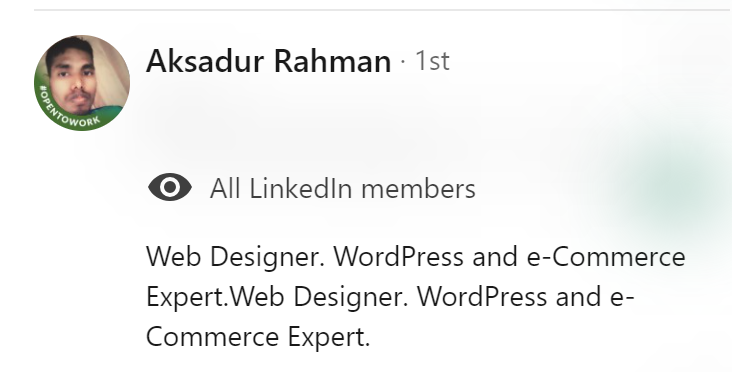 Aksadur Rahman · 1st
#OPENTOWORK
All LinkedIn members
Web Designer. WordPress and e-Commerce
Expert.Web Designer. WordPress and e-
Commerce Expert.